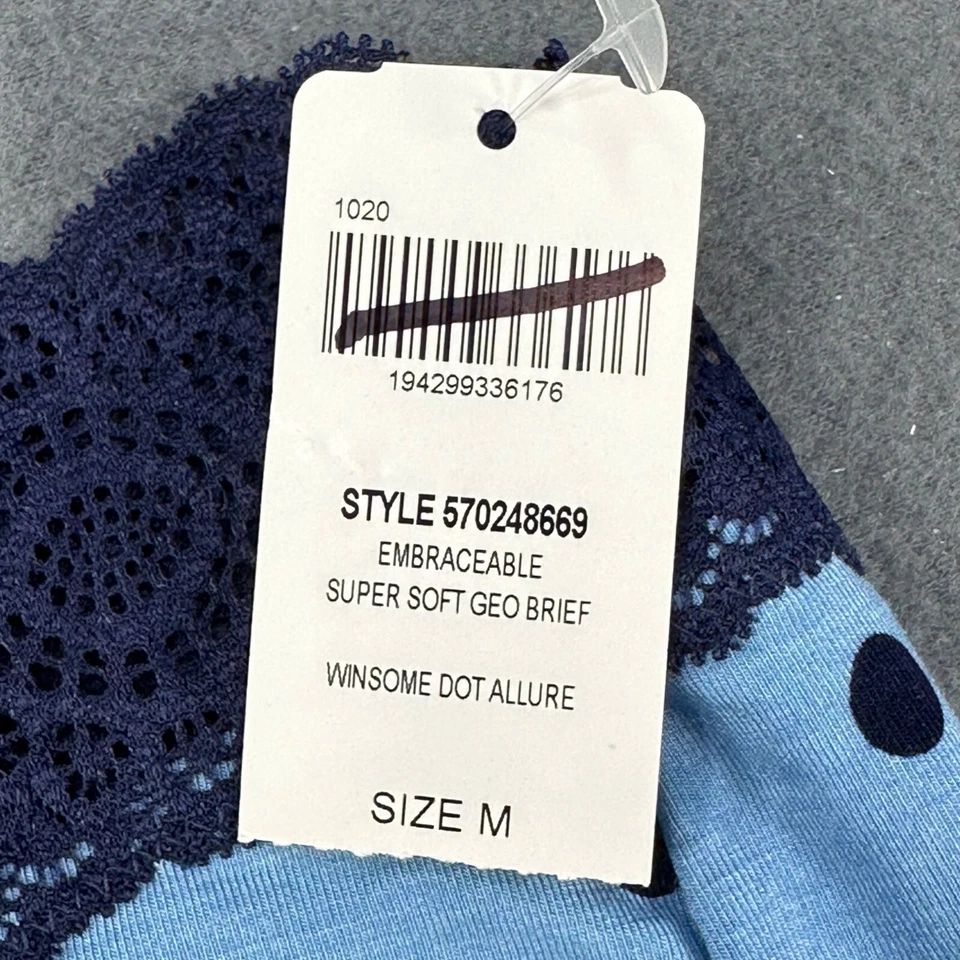 1020
194299336176
STYLE 570248669
EMBRACEABLE
SUPER SOFT GEO BRIEF
WINSOME DOT ALLURE
SIZE M